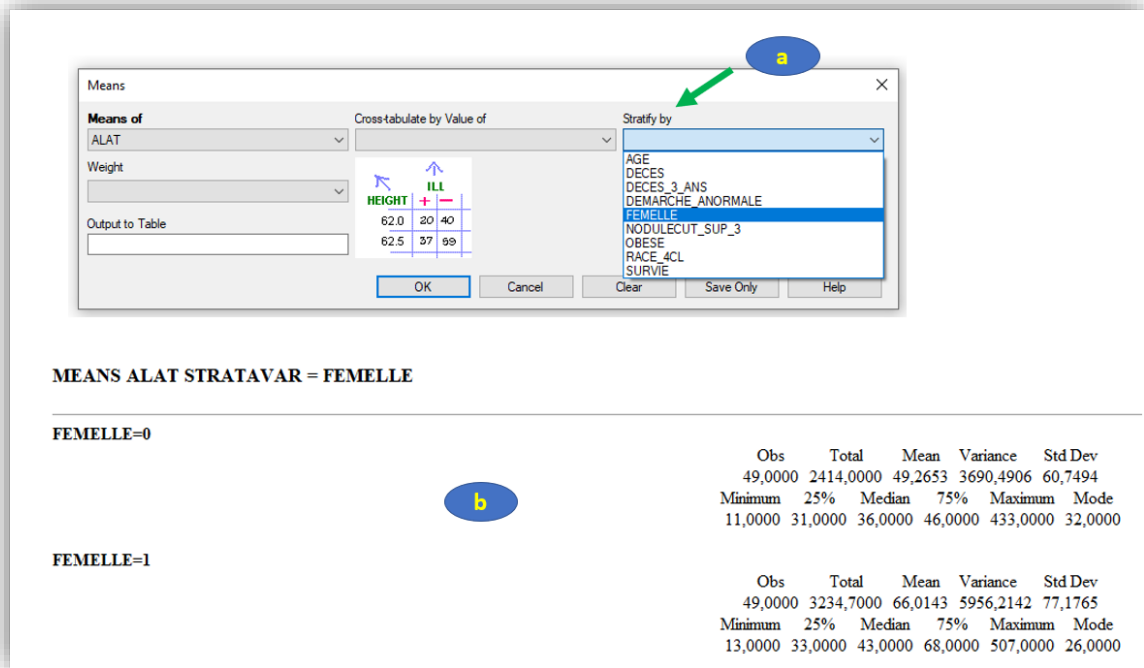 a
Means
Means of
Cross-tabulate by Value of
Stratify by
ALAT
Weight
Output to Table
ILL
HEIGHT + −
62.0 20 40
62.5 37 99
AGE
DECES
DECES_3_ANS
DEMARCHE_ANORMALE
FEMELLE
NODULECUT_SUP_3
OBESE
RACE_4CL
SURVIE
OK Cancel Clear Save Only Help
MEANS ALAT STRATAVAR = FEMELLE
FEMELLE=0
Obs Total Mean Variance Std Dev
49,0000 2414,0000 49,2653 3690,4906 60,7494
Minimum 25% Median 75% Maximum Mode
11,0000 31,0000 36,0000 46,0000 433,0000 32,0000
b
FEMELLE=1
Obs Total Mean Variance Std Dev
49,0000 3234,7000 66,0143 5956,2142 77,1765
Minimum 25% Median 75% Maximum Mode
13,0000 33,0000 43,0000 68,0000 507,0000 26,0000